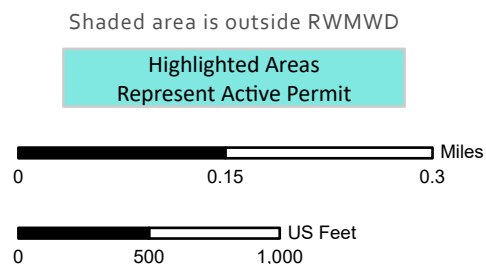 Shaded area is outside RWMWD
Highlighted Areas
Represent Active Permit
Miles
0 0.15 0.3
US Feet
0 500 1,000